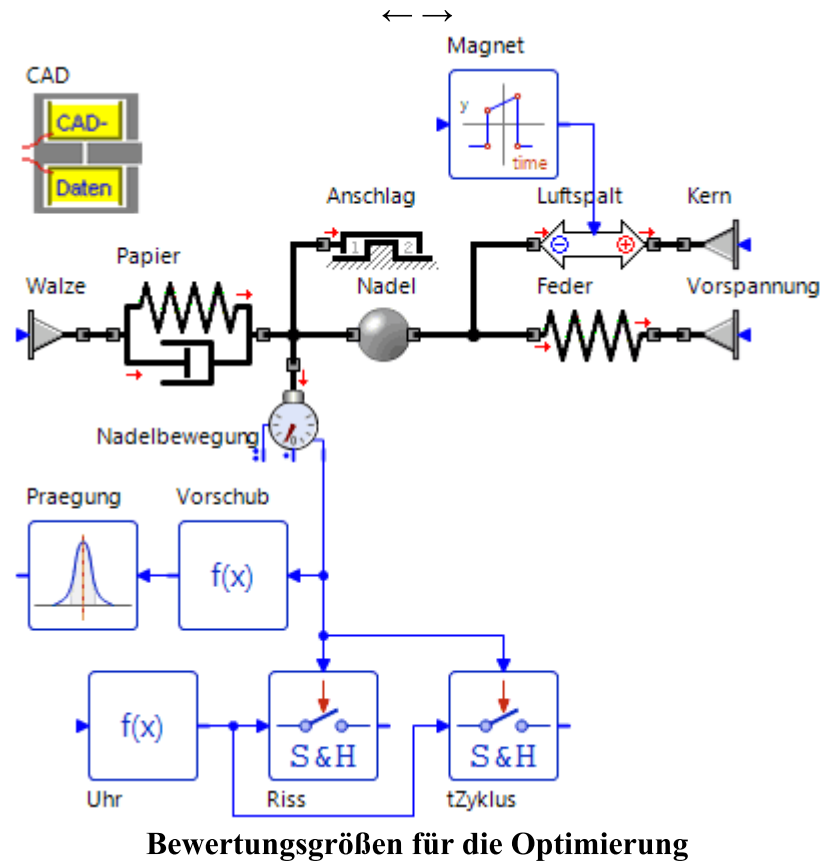 ← →
Magnet
CAD
CAD-
Daten
y
time
Anschlag
Luftspalt
Kern
1 2
Papier
Walze
Nadel
Feder
Vorspannung
0
Nadelbewegung
Praegung
Vorschub
f(x)
f(x)
S&H
S&H
Uhr
Riss
tZyklus
Bewertungsgrößen für die Optimierung